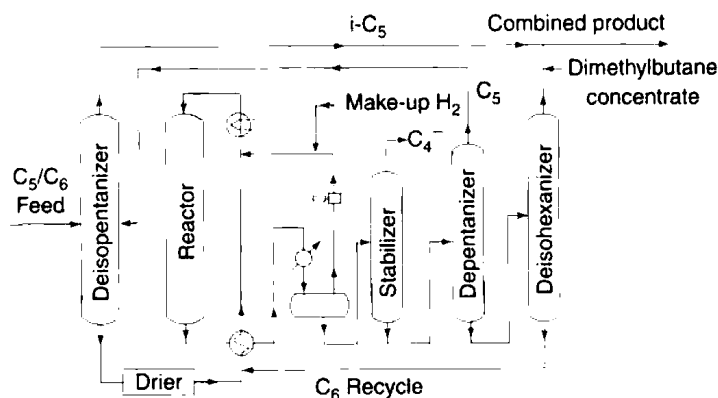 i-C₅
Combined product
Dimethylbutane
concentrate
C₅
Make-up H₂
C₄⁻
C₅/C₆
Feed
Deisopentanizer
Reactor
Stabilizer
Depentanizer
Deisohexanizer
Drier
C₆ Recycle